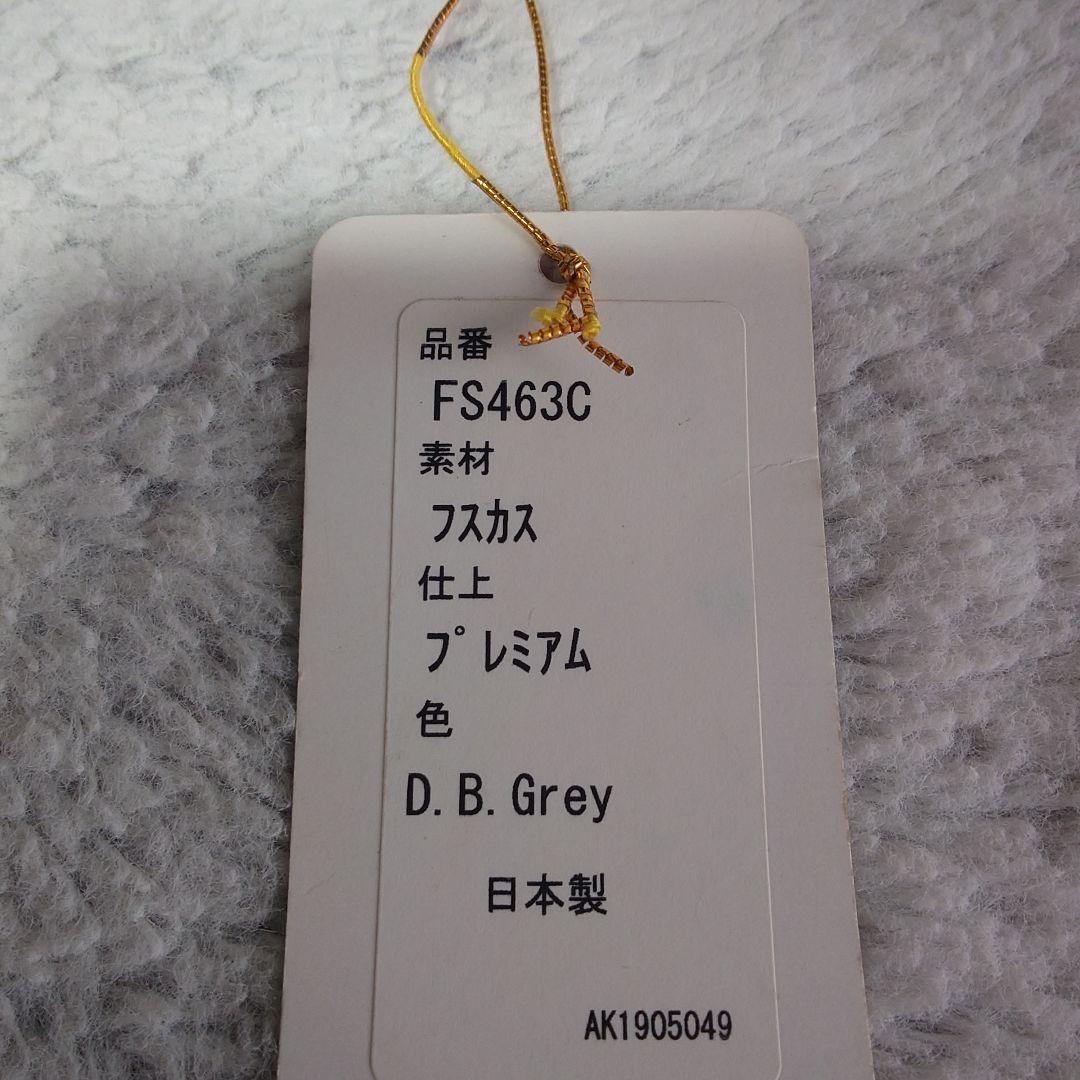 品番
FS463C
素材
フスカス
仕上
プレミアム
色
D.B.Grey
日本製
AK1905049